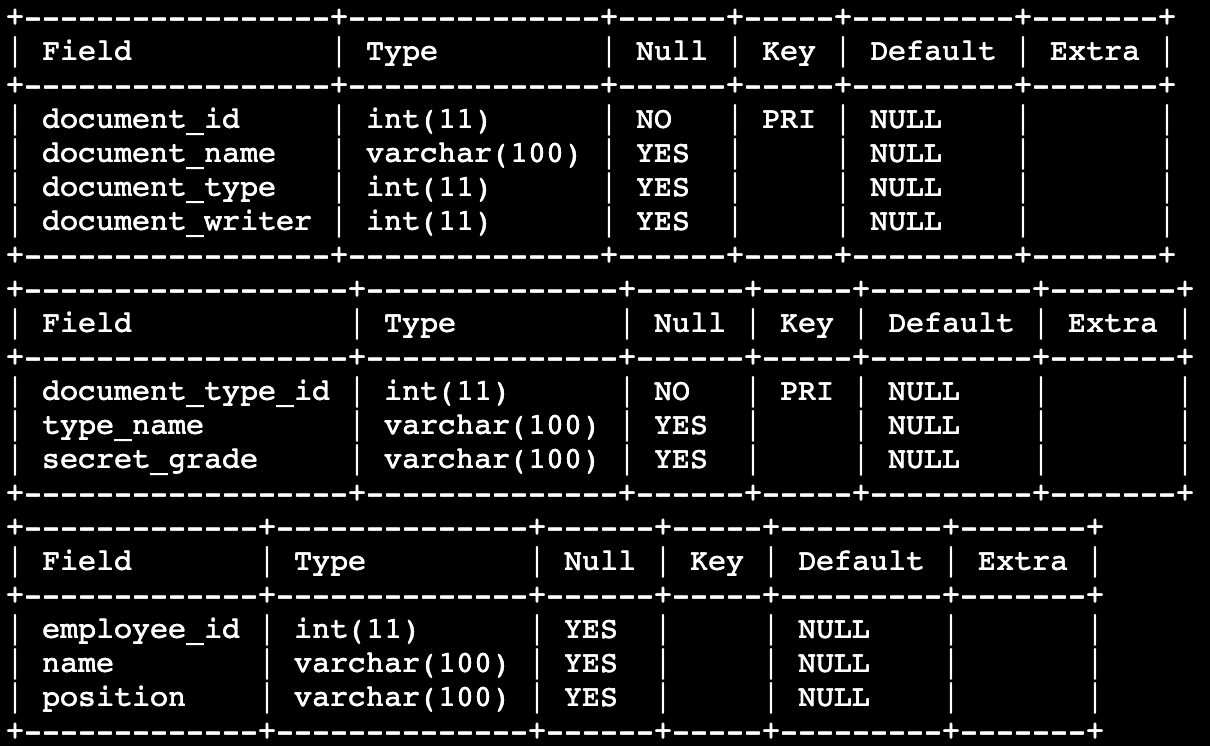 +-----------------+--------------+------+-----+---------+-------+
| Field           | Type         | Null | Key | Default | Extra |
+-----------------+--------------+------+-----+---------+-------+
| document_id     | int(11)      | NO   | PRI | NULL    |       |
| document_name   | varchar(100) | YES  |     | NULL    |       |
| document_type   | int(11)      | YES  |     | NULL    |       |
| document_writer | int(11)      | YES  |     | NULL    |       |
+-----------------+--------------+------+-----+---------+-------+
+------------------+--------------+------+-----+---------+-------+
| Field            | Type         | Null | Key | Default | Extra |
+------------------+--------------+------+-----+---------+-------+
| document_type_id | int(11)      | NO   | PRI | NULL    |       |
| type_name        | varchar(100) | YES  |     | NULL    |       |
| secret_grade     | varchar(100) | YES  |     | NULL    |       |
+------------------+--------------+------+-----+---------+-------+
+-------------+--------------+------+-----+---------+-------+
| Field       | Type         | Null | Key | Default | Extra |
+-------------+--------------+------+-----+---------+-------+
| employee_id | int(11)      | YES  |     | NULL    |       |
| name        | varchar(100) | YES  |     | NULL    |       |
| position    | varchar(100) | YES  |     | NULL    |       |
+-------------+--------------+------+-----+---------+-------+